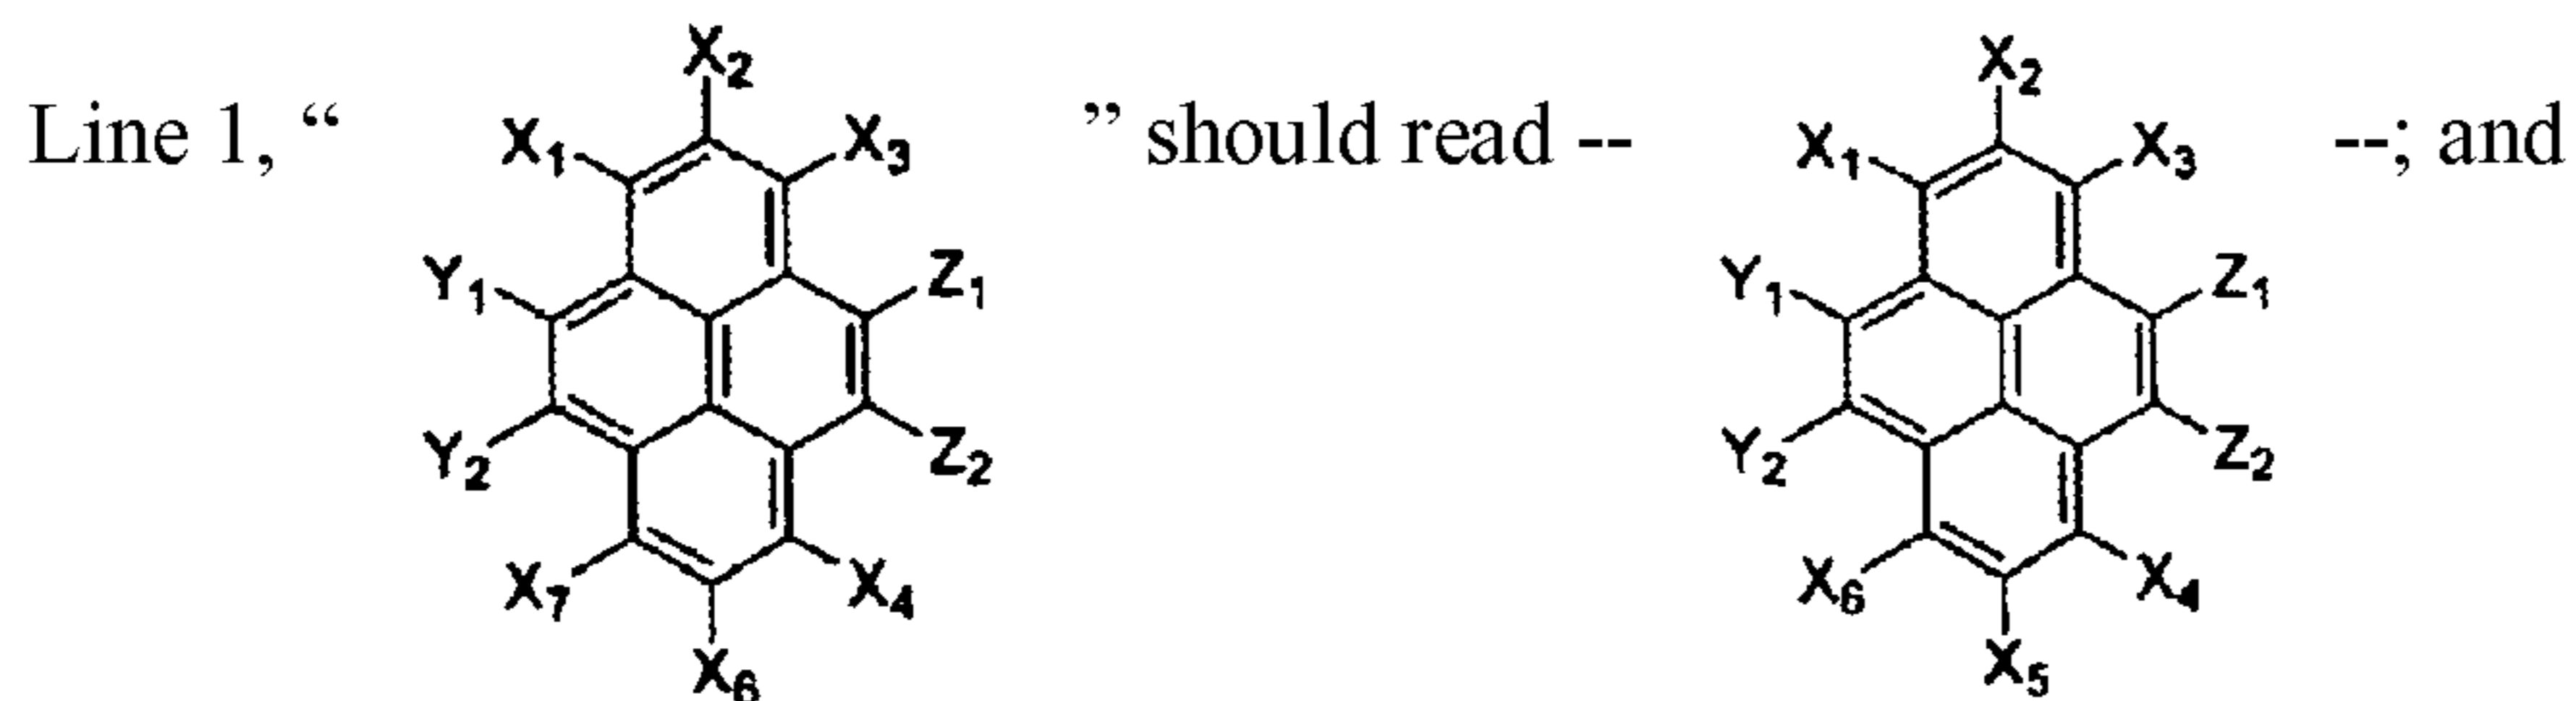 Line 1, “ ” should read -- --; and
X2
X1 X3
Y1 Z1
Y2 Z2
X7 X4
X6
X2
X1 X3
Y1 Z1
Y2 Z2
X6 X4
X5